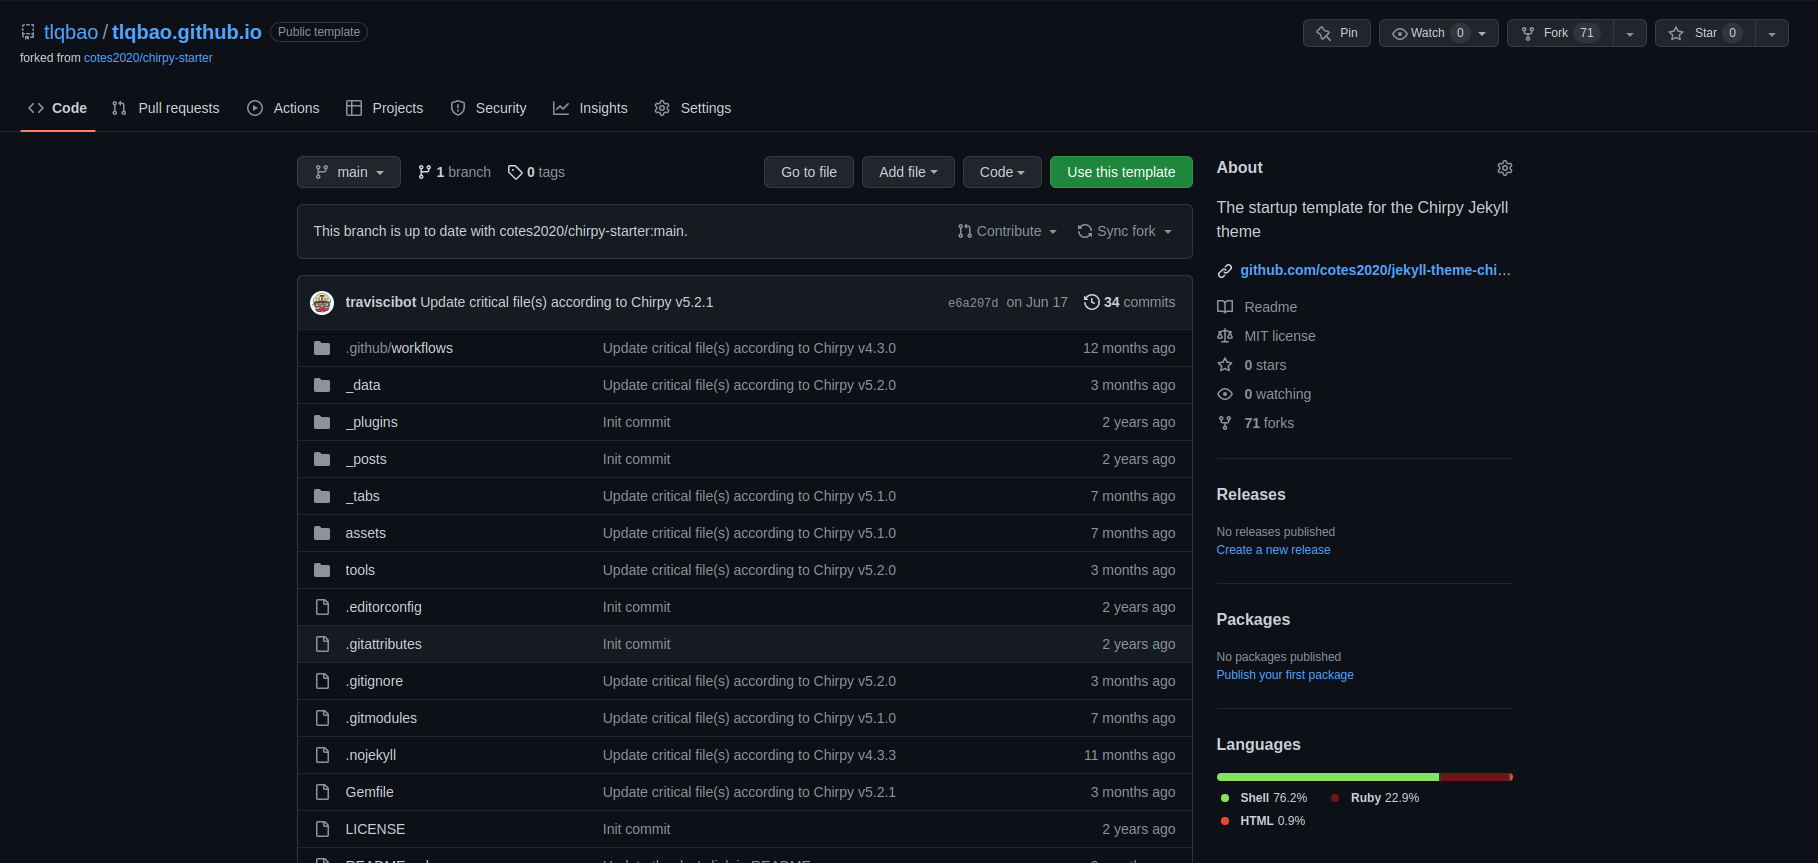 tlqbao / tlqbao.github.io Public template
Pin
Watch 0
Fork 71
Star 0
forked from cotes2020/chirpy-starter
Code
Pull requests
Actions
Projects
Security
Insights
Settings
main
1 branch
0 tags
Go to file
Add file
Code
Use this template
This branch is up to date with cotes2020/chirpy-starter:main.
Contribute
Sync fork
traviscibot Update critical file(s) according to Chirpy v5.2.1 e6a207d on Jun 17 34 commits
.github/workflows Update critical file(s) according to Chirpy v4.3.0 12 months ago
_data Update critical file(s) according to Chirpy v5.2.0 3 months ago
_plugins Init commit 2 years ago
_posts Init commit 2 years ago
_tabs Update critical file(s) according to Chirpy v5.1.0 7 months ago
assets Update critical file(s) according to Chirpy v5.1.0 7 months ago
tools Update critical file(s) according to Chirpy v5.2.0 3 months ago
.editorconfig Init commit 2 years ago
.gitattributes Init commit 2 years ago
.gitignore Update critical file(s) according to Chirpy v5.2.0 3 months ago
.gitmodules Update critical file(s) according to Chirpy v5.1.0 7 months ago
.nojekyll Update critical file(s) according to Chirpy v4.3.3 11 months ago
Gemfile Update critical file(s) according to Chirpy v5.2.1 3 months ago
LICENSE Init commit 2 years ago
About
The startup template for the Chirpy Jekyll
theme
github.com/cotes2020/jekyll-theme-chi...
Readme
MIT license
0 stars
0 watching
71 forks
Releases
No releases published
Create a new release
Packages
No packages published
Publish your first package
Languages
Shell 76.2% Ruby 22.9%
HTML 0.9%